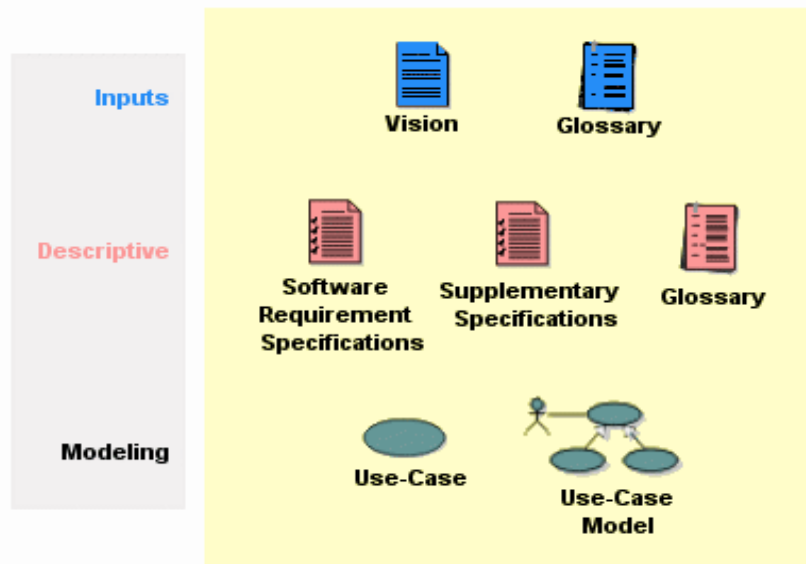 Inputs
Vision
Glossary
Descriptive
Software
Requirement
Specifications
Supplementary
Specifications
Glossary
Modeling
Use-Case
Use-Case
Model